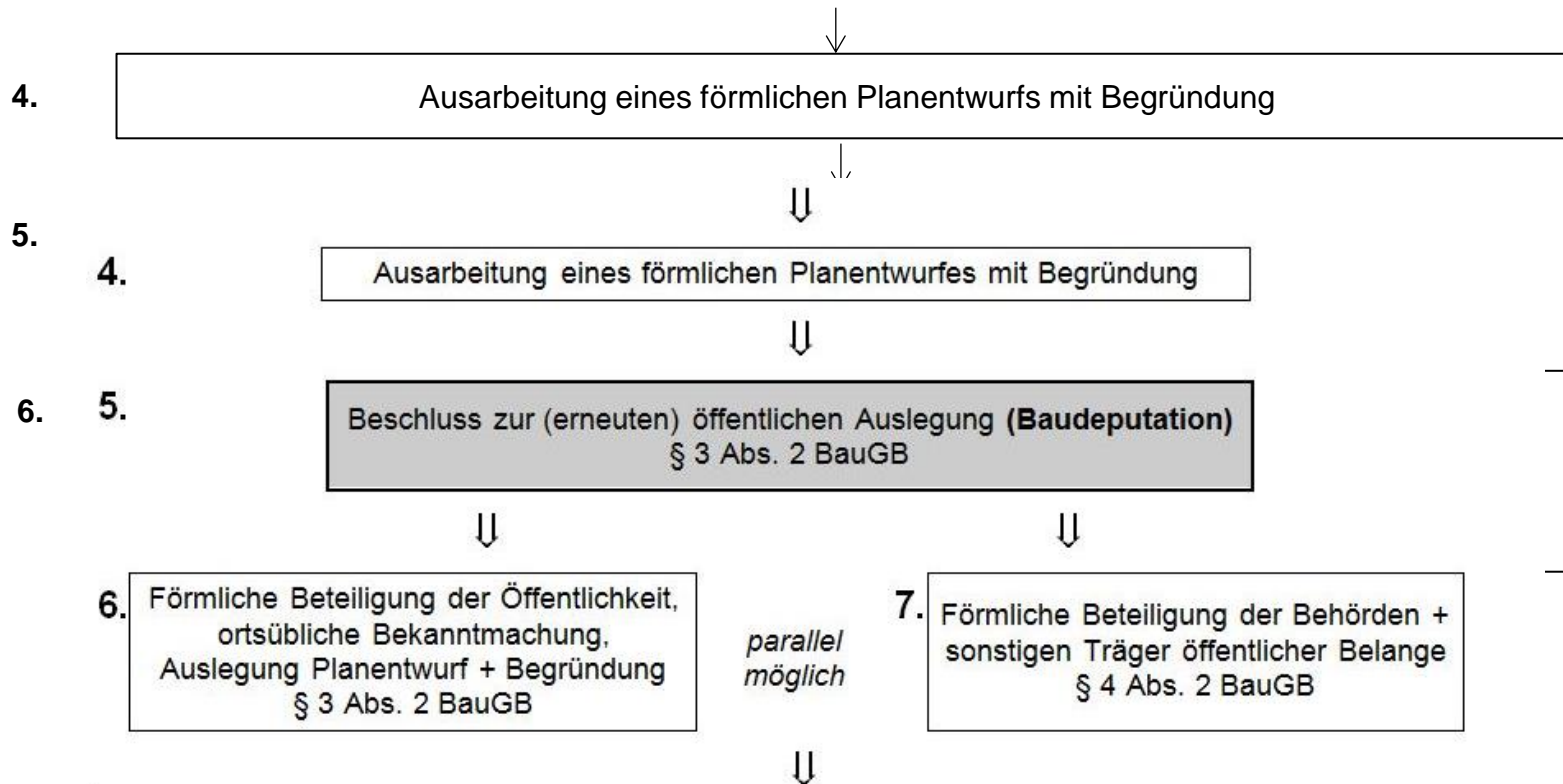 4. Ausarbeitung eines förmlichen Planentwurfs mit Begründung
5.
4. Ausarbeitung eines förmlichen Planentwurfes mit Begründung
6. 5. Beschluss zur (erneuten) öffentlichen Auslegung (Baudeputation)
§ 3 Abs. 2 BauGB
6. Förmliche Beteiligung der Öffentlichkeit,
ortsübliche Bekanntmachung,
Auslegung Planentwurf + Begründung
§ 3 Abs. 2 BauGB
parallel
möglich
7. Förmliche Beteiligung der Behörden +
sonstigen Träger öffentlicher Belange
§ 4 Abs. 2 BauGB